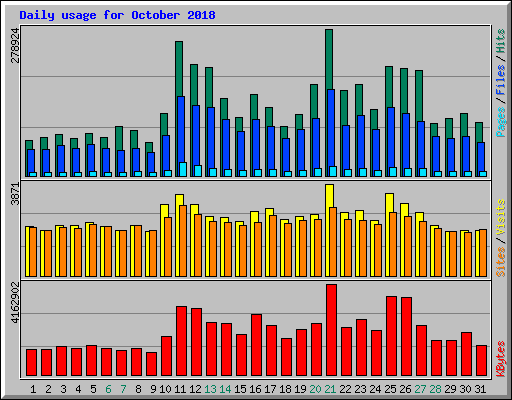 Daily usage for October 2018
278924
Pages / Files / Hits
3871
Sites / Visits
4162902
KBytes
1 2 3 4 5 6 7 8 9 10 11 12 13 14 15 16 17 18 19 20 21 22 23 24 25 26 27 28 29 30 31